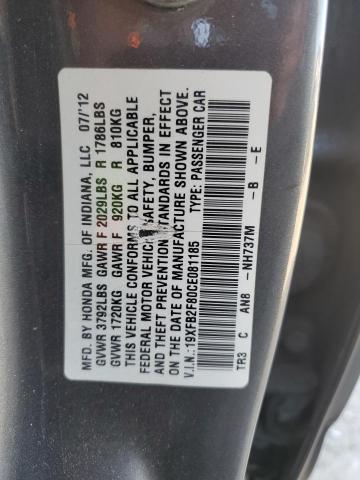 MFD. BY HONDA MFG. OF INDIANA, LLC 07/'12
GVWR 3792LBS GAWR F 2029LBS R 1786LBS
GVWR 1720KG GAWR F 920KG R 810KG
THIS VEHICLE CONFORMS TO ALL APPLICABLE
FEDERAL MOTOR VEHICLE SAFETY, BUMPER,
AND THEFT PREVENTION STANDARDS IN EFFECT
ON THE DATE OF MANUFACTURE SHOWN ABOVE.
V.I.N.: 19XFB2F80CE081185 TYPE: PASSENGER CAR
TR3 C AN8 -NH737M -B -E